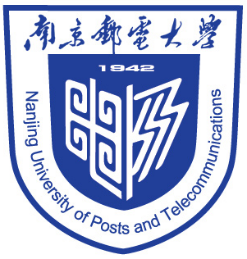 南京郵電大學
1942
Nanjing University of Posts and Telecommunications